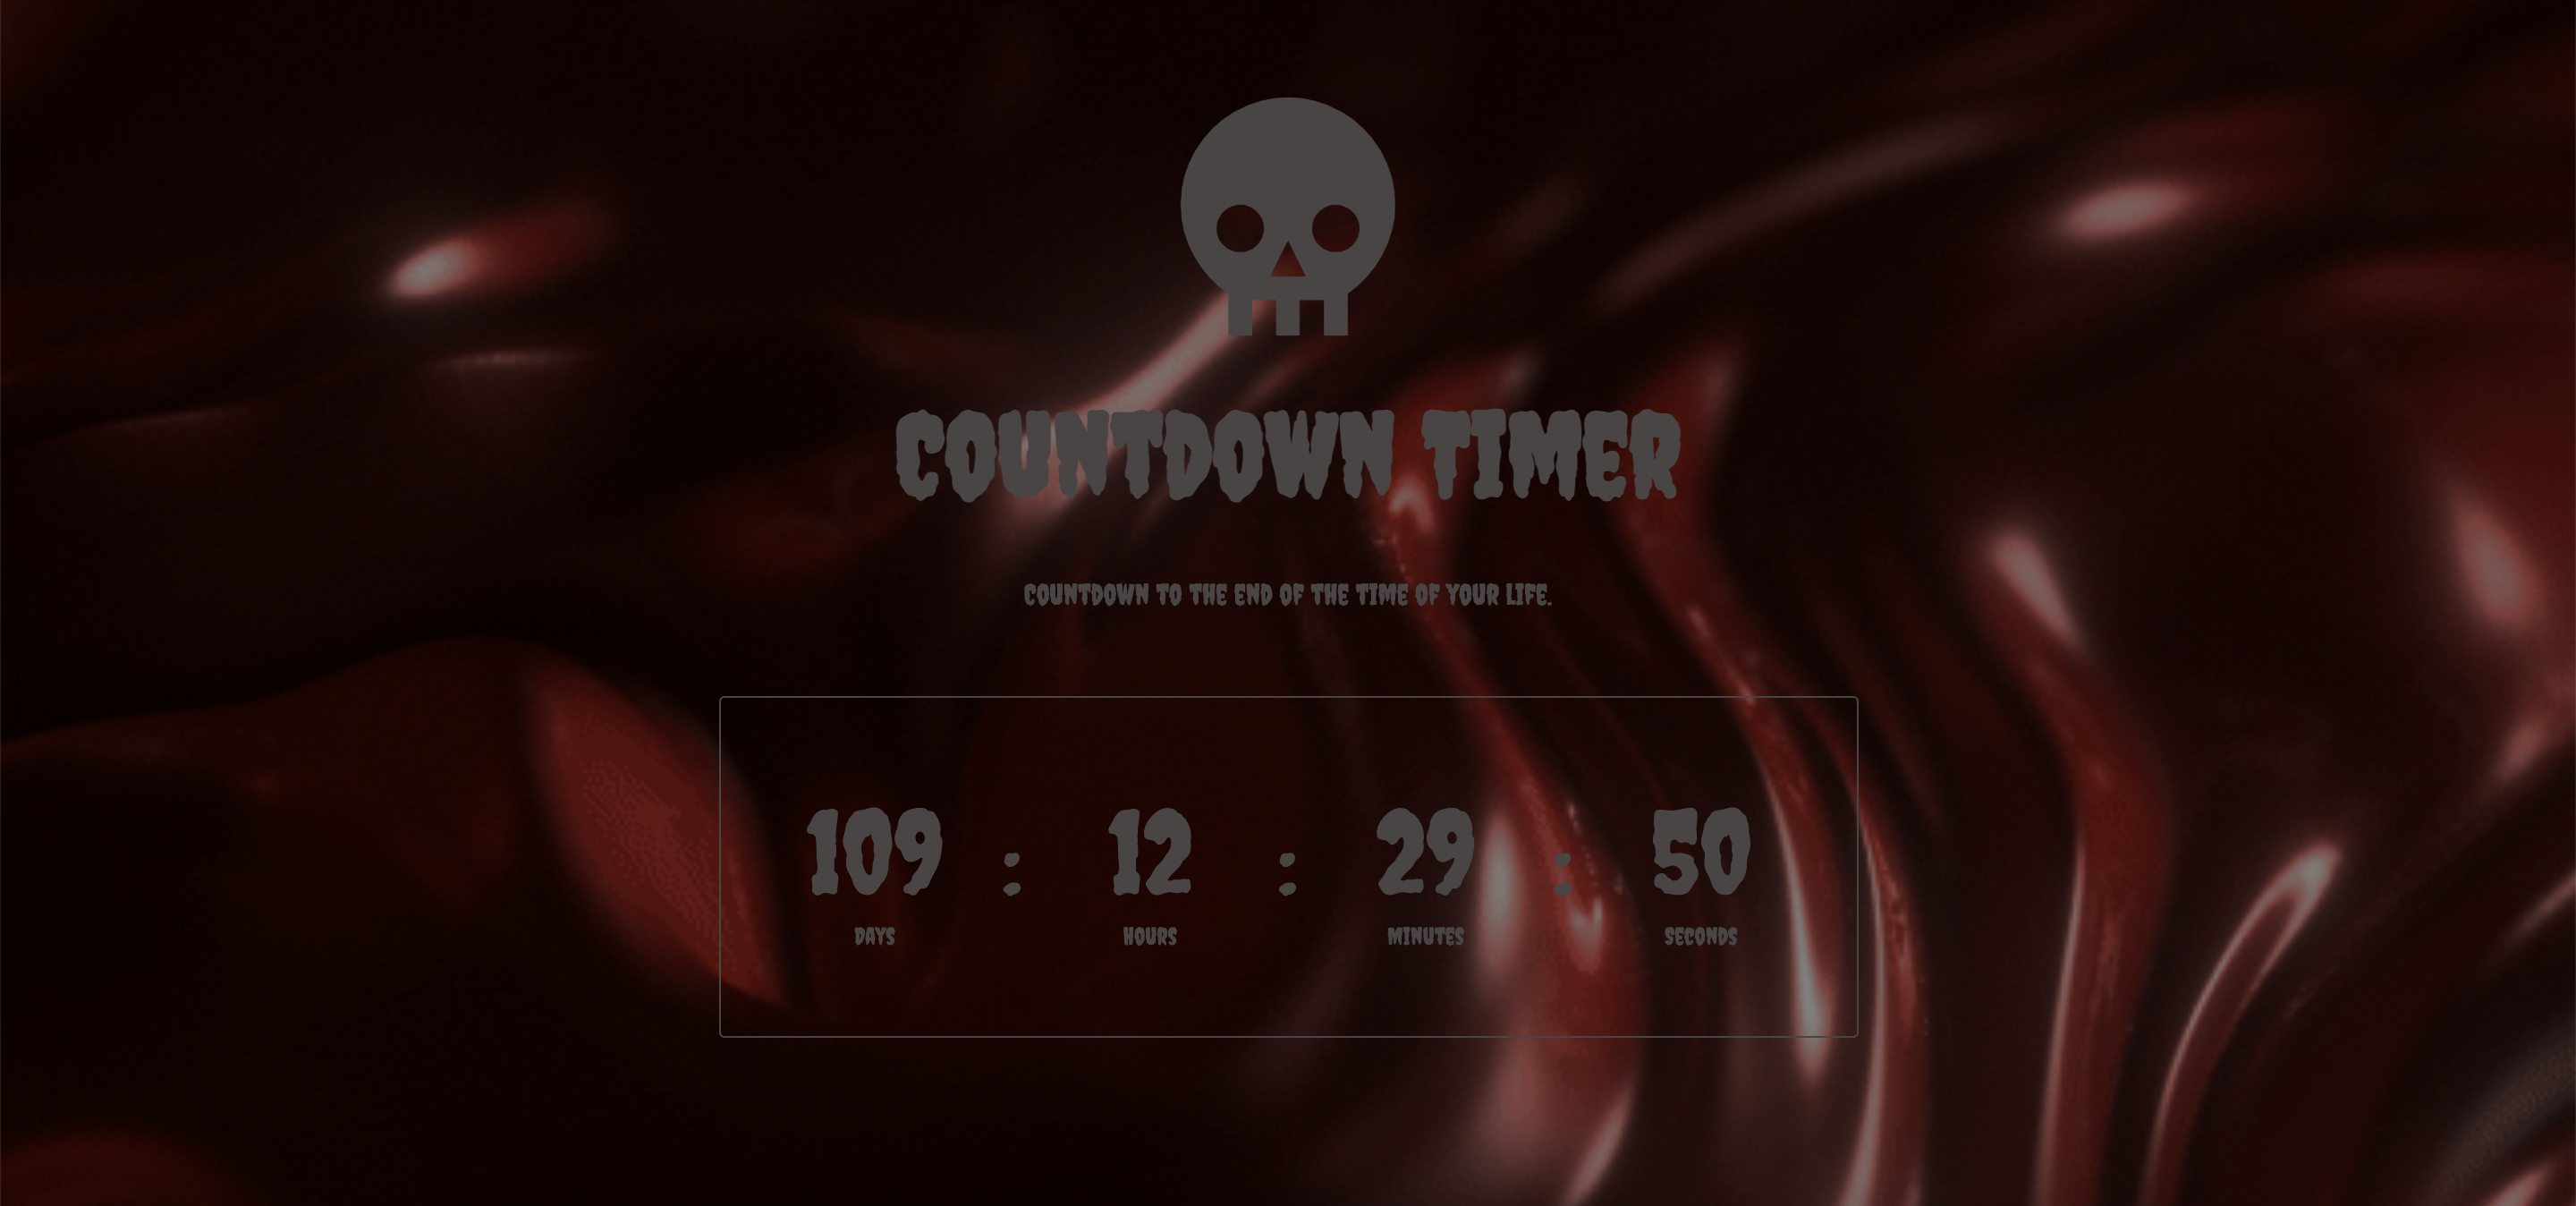 COUNTDOWN TIMER
COUNTDOWN TO THE END OF THE TIME OF YOUR LIFE.
109 : 12 : 29 : 50
DAYS HOURS MINUTES SECONDS